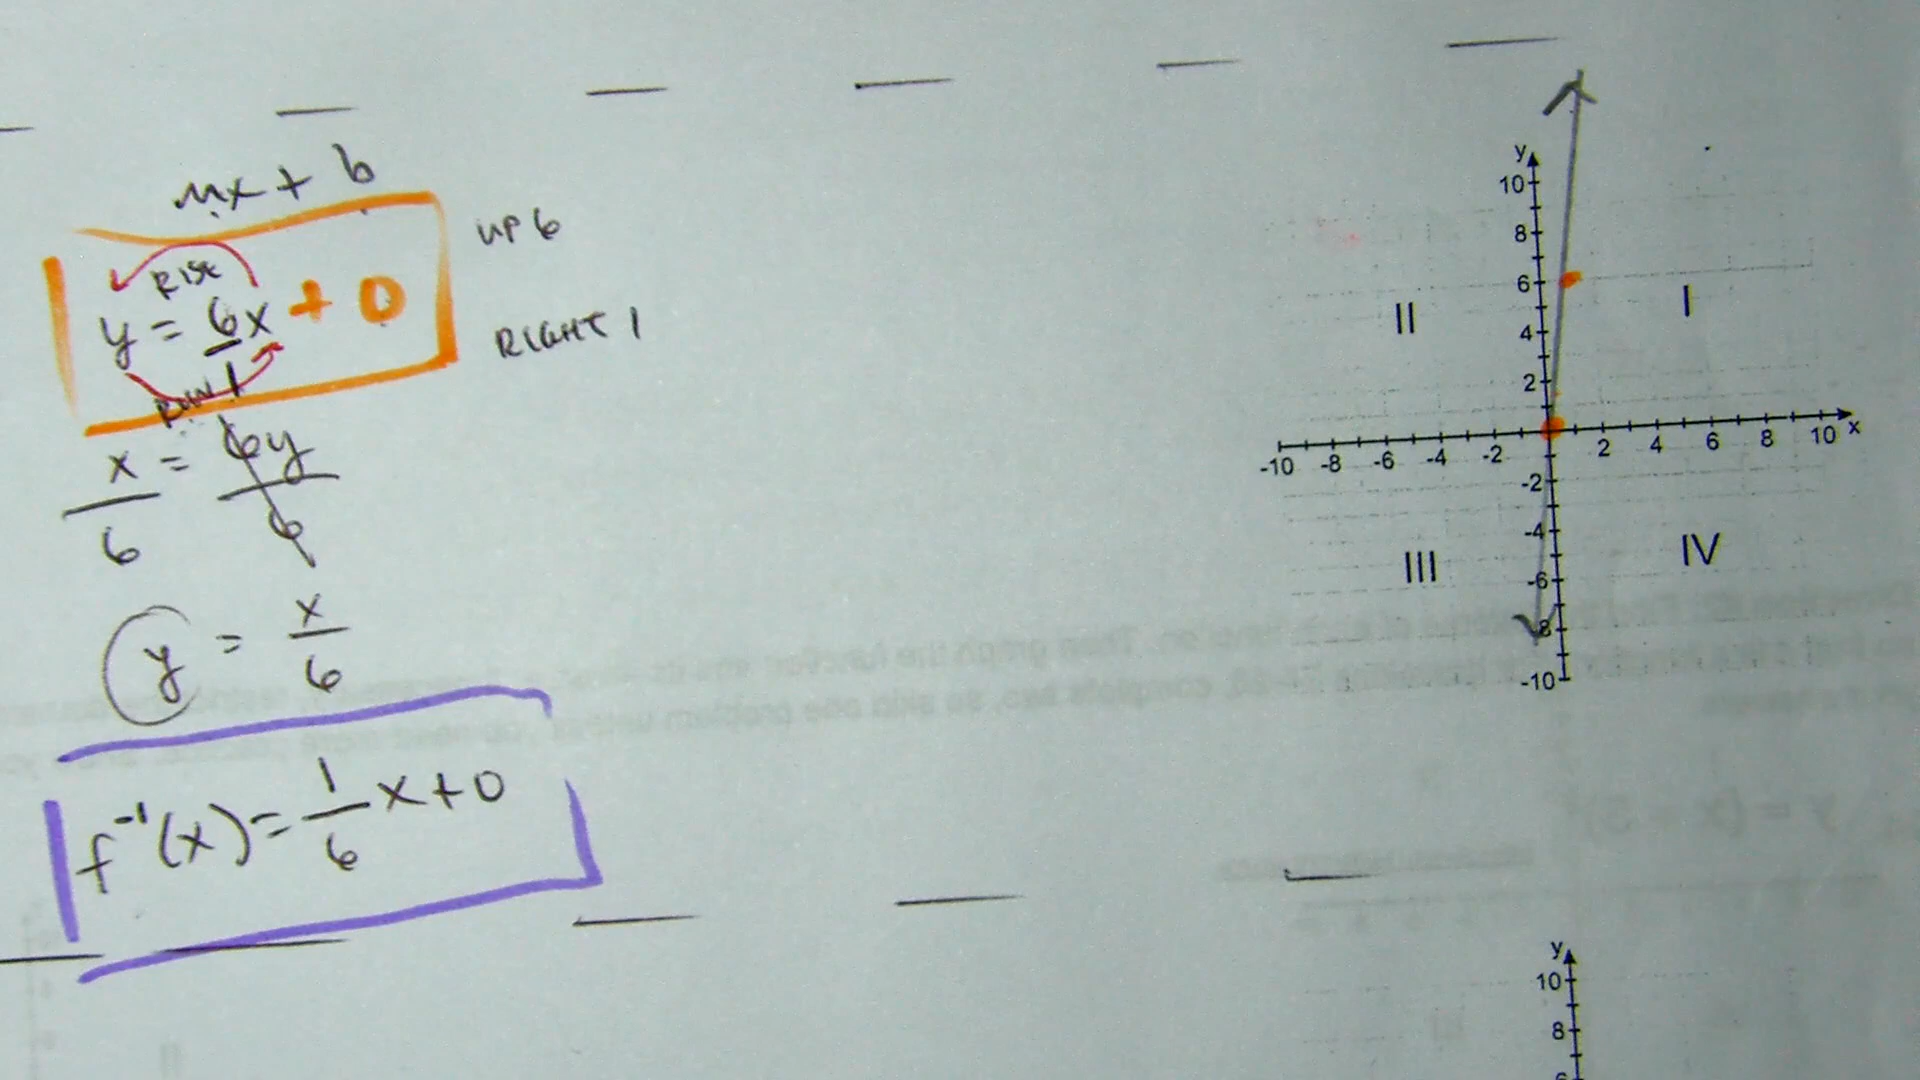 mx + b
UP 6
RISE
y = 6x + 0
RIGHT 1
RUN 1
x = 6y
6 6
y = x
6
f⁻¹(x) = 1/6 x + 0
y
10
8
6
4
2
-10 -8 -6 -4 -2 2 4 6 8 10 x
-2
-4
-6
-8
-10
II I
III IV
y
10
8
6